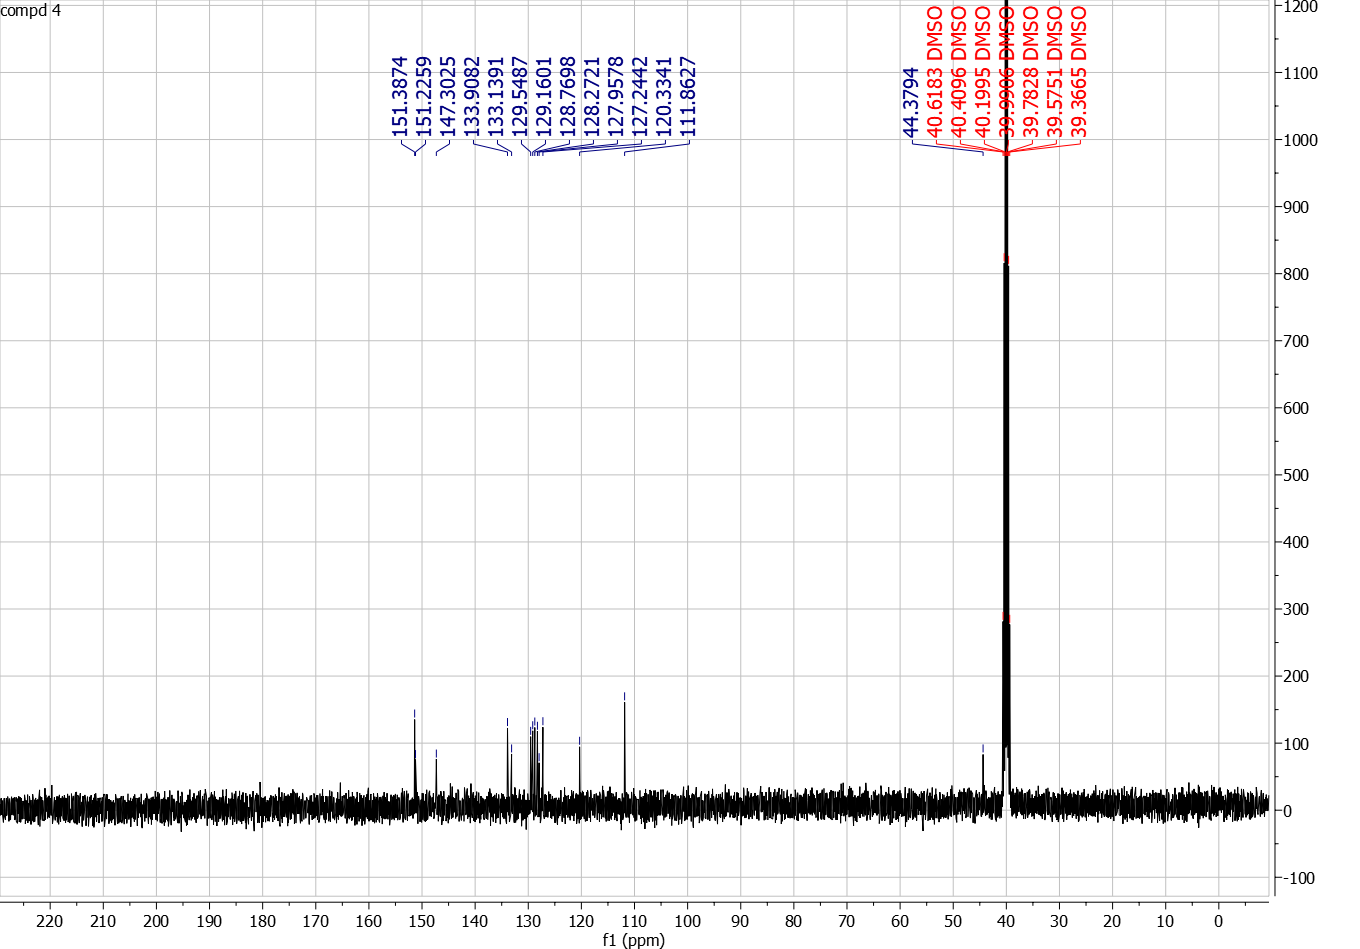 compd 4
151.3874
151.2259
147.3025
133.9082
133.1391
129.5487
129.1601
128.7698
128.2721
127.9578
127.2442
120.3341
111.8627
44.3794
40.6183 DMSO
40.4096 DMSO
40.1995 DMSO
39.9906 DMSO
39.7828 DMSO
39.5751 DMSO
39.3665 DMSO
1200
1100
1000
900
800
700
600
500
400
300
200
100
0
-100
220 210 200 190 180 170 160 150 140 130 120 110 100 90 80 70 60 50 40 30 20 10 0
f1 (ppm)